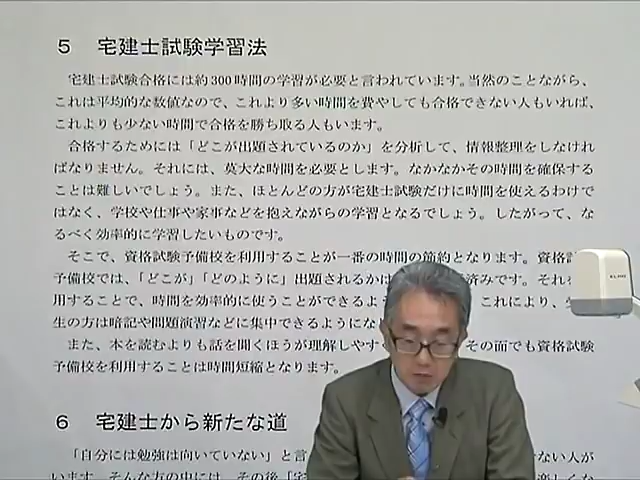 5 宅建士試験学習法
宅建士試験合格には約300時間の学習が必要と言われています。当然のことながら、
これは平均的な数値なので、これより多い時間を費やしても合格できない人もいれば、
これよりも少ない時間で合格を勝ち取る人もいます。
合格するためには「どこが出題されているのか」を分析して、情報整理をしなけれ
ばなりません。それには、莫大な時間を必要とします。なかなかその時間を確保する
ことは難しいでしょう。また、ほとんどの方が宅建士試験だけに時間を使えるわけで
はなく、学校や仕事や家事などを抱えながらの学習となるでしょう。したがって、な
るべく効率的に学習したいものです。
そこで、資格試験予備校を利用することが一番の時間の節約となります。資格
予備校では、「どこが」「どのように」出題されるかは 済みです。それ
用することで、時間を効率的に使うことができるよ これにより、
生の方は暗記や問題演習などに集中できるようにな
また、本を読むよりも話を聞くほうが理解しやす その面でも資格試験
予備校を利用することは時間短縮となります。
6 宅建士から新たな道
「自分には勉強は向いていない」と言 ない人が
います。そんな方の中には、その後「宅